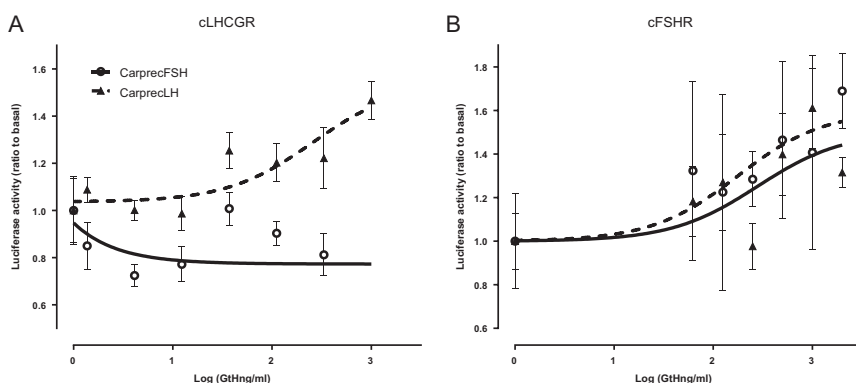 A
cLHCGR
B
cFSHR
CarprecFSH
CarprecLH
Luciferase activity (ratio to basal)
1.6
1.4
1.2
1.0
0.8
0.6
0
1
2
3
Log (GtHng/ml)
Luciferase activity (ratio to basal)
1.8
1.6
1.4
1.2
1.0
0.8
0.6
0
1
2
3
Log (GtHng/ml)